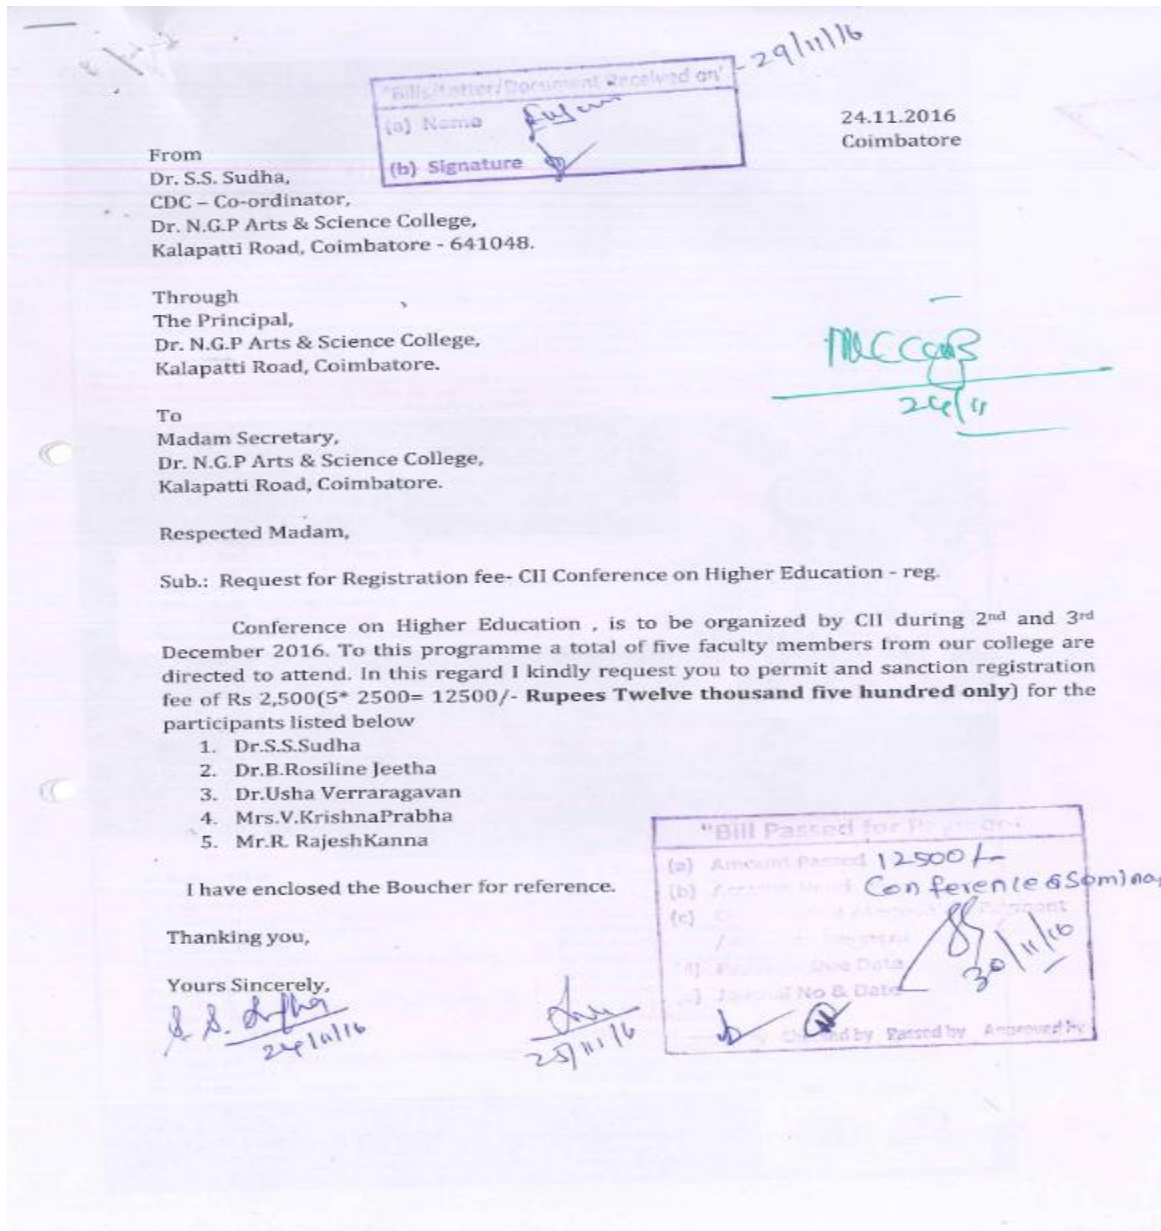 29/11/16
"Bills/Letter/Document Received on"
(a) Name
(b) Signature
24.11.2016
Coimbatore
From
Dr. S.S. Sudha,
CDC – Co-ordinator,
Dr. N.G.P Arts & Science College,
Kalapatti Road, Coimbatore - 641048.
Through
The Principal,
Dr. N.G.P Arts & Science College,
Kalapatti Road, Coimbatore.
To
Madam Secretary,
Dr. N.G.P Arts & Science College,
Kalapatti Road, Coimbatore.
Respected Madam,
Sub.: Request for Registration fee- CII Conference on Higher Education - reg.
Conference on Higher Education , is to be organized by CII during 2nd and 3rd
December 2016. To this programme a total of five faculty members from our college are
directed to attend. In this regard I kindly request you to permit and sanction registration
fee of Rs 2,500(5* 2500= 12500/- Rupees Twelve thousand five hundred only) for the
participants listed below
1. Dr.S.S.Sudha
2. Dr.B.Rosiline Jeetha
3. Dr.Usha Verraragavan
4. Mrs.V.KrishnaPrabha
5. Mr.R. RajeshKanna
I have enclosed the Boucher for reference.
Thanking you,
Yours Sincerely,
S. S. Sudha
24/11/16
25/11/16
"Bill Passed for Payment"
(a) Amount Passed 12500/-
(b) Conference & Seminar
(c) Payment
30/11/16
Due Date
Journal No & Date
Checked by Passed by Approved by